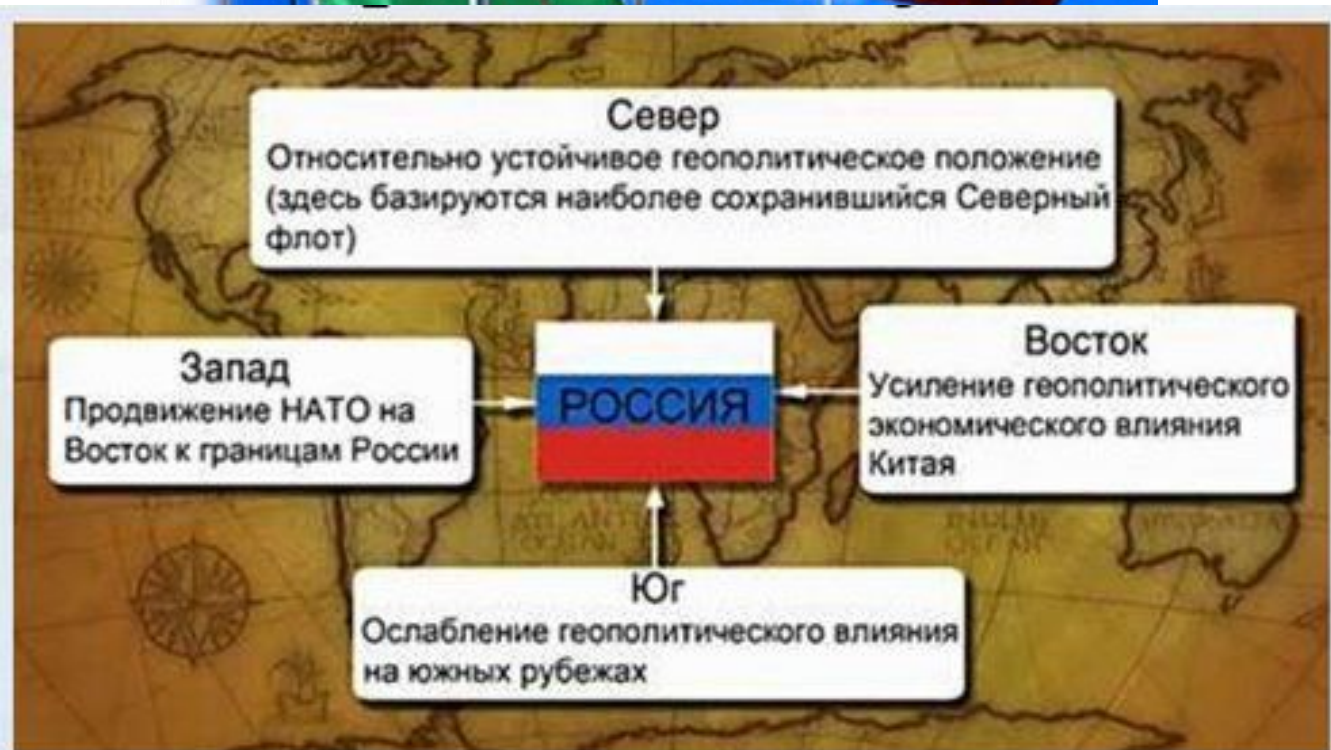 Север
Относительно устойчивое геополитическое положение
(здесь базируются наиболее сохранившийся Северный
флот)
Запад
Продвижение НАТО на
Восток к границам России
РОССИЯ
Восток
Усиление геополитического
экономического влияния
Китая
Юг
Ослабление геополитического влияния
на южных рубежах